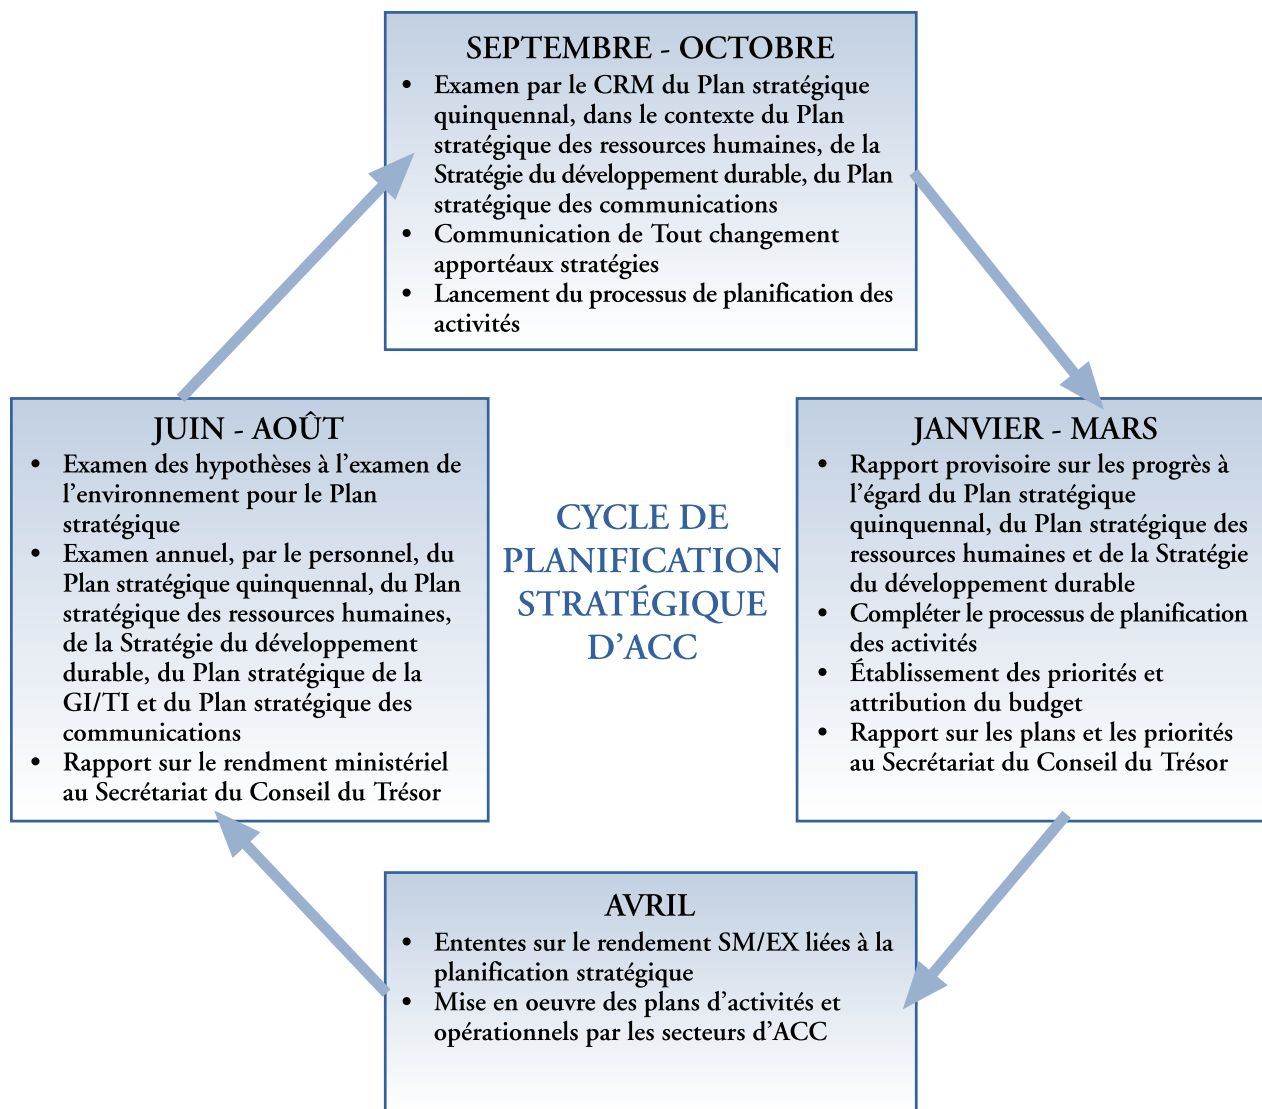 SEPTEMBRE - OCTOBRE
• Examen par le CRM du Plan stratégique
quinquennal, dans le contexte du Plan
stratégique des ressources humaines, de la
Stratégie du développement durable, du Plan
stratégique des communications
• Communication de Tout changement
apportéaux stratégies
• Lancement du processus de planification des
activités
JANVIER - MARS
• Rapport provisoire sur les progrès à
l’égard du Plan stratégique
quinquennal, du Plan stratégique des
ressources humaines et de la Stratégie
du développement durable
• Compléter le processus de planification
des activités
• Établissement des priorités et
attribution du budget
• Rapport sur les plans et les priorités
au Secrétariat du Conseil du Trésor
AVRIL
• Ententes sur le rendement SM/EX liées à la
planification stratégique
• Mise en oeuvre des plans d’activités et
opérationnels par les secteurs d’ACC
JUIN - AOÛT
• Examen des hypothèses à l’examen de
l’environnement pour le Plan
stratégique
• Examen annuel, par le personnel, du
Plan stratégique quinquennal, du Plan
stratégique des ressources humaines,
de la Stratégie du développement
durable, du Plan stratégique de la
GI/TI et du Plan stratégique des
communications
• Rapport sur le rendment ministériel
au Secrétariat du Conseil du Trésor
CYCLE DE
PLANIFICATION
STRATÉGIQUE
D’ACC